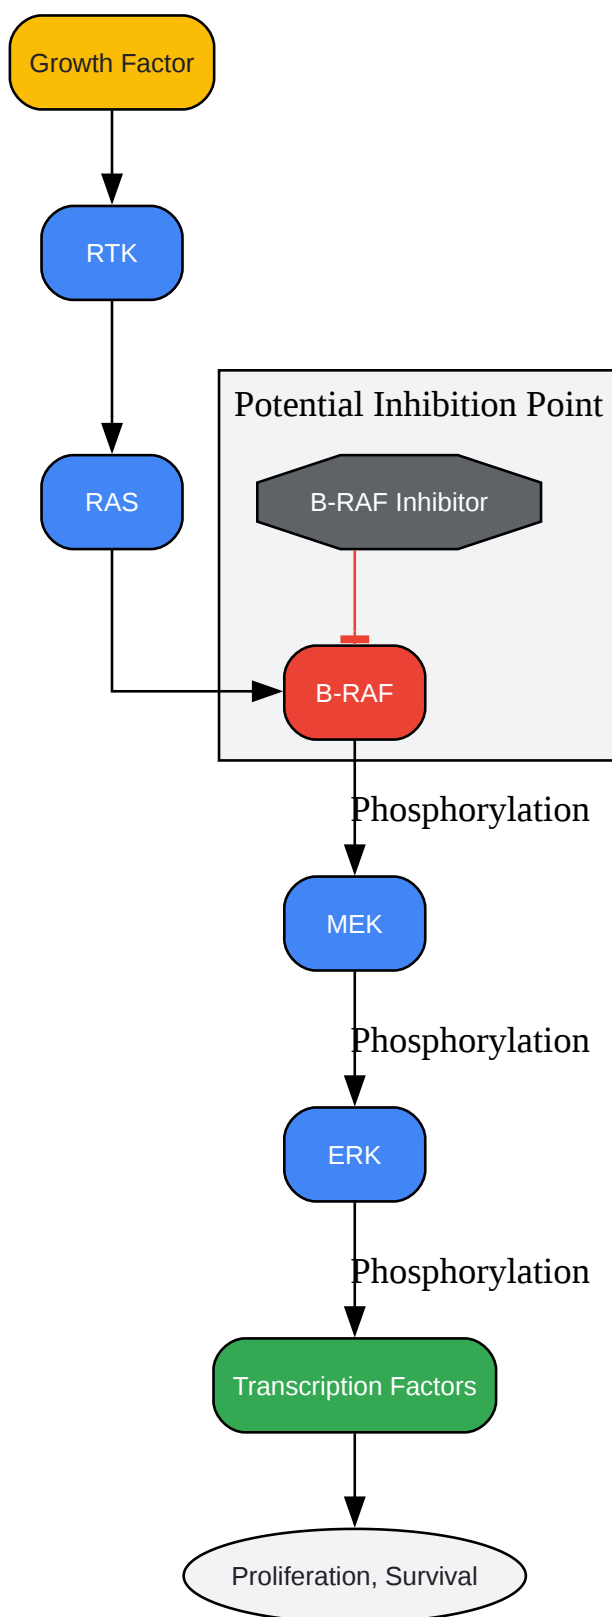 Growth Factor
RTK
Potential Inhibition Point
RAS
B-RAF Inhibitor
B-RAF
Phosphorylation
MEK
Phosphorylation
ERK
Phosphorylation
Transcription Factors
Proliferation, Survival